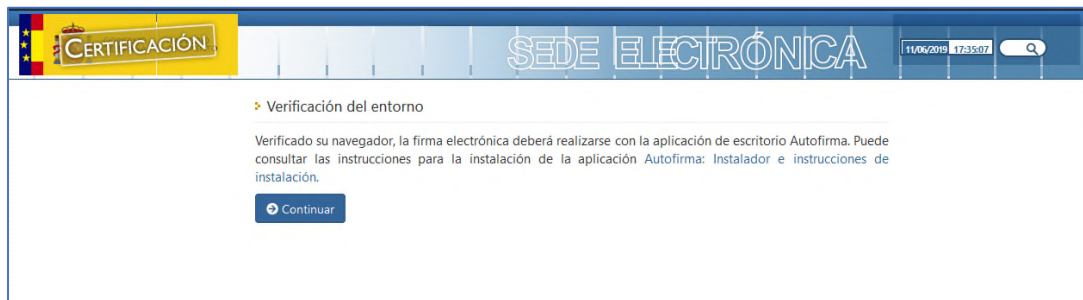 CERTIFICACIÓN
SEDE ELECTRÓNICA
11/06/2019 17:35:07
Verificación del entorno
Verificado su navegador, la firma electrónica deberá realizarse con la aplicación de escritorio Autofirma. Puede
consultar las instrucciones para la instalación de la aplicación Autofirma: Instalador e instrucciones de
instalación.
Continuar